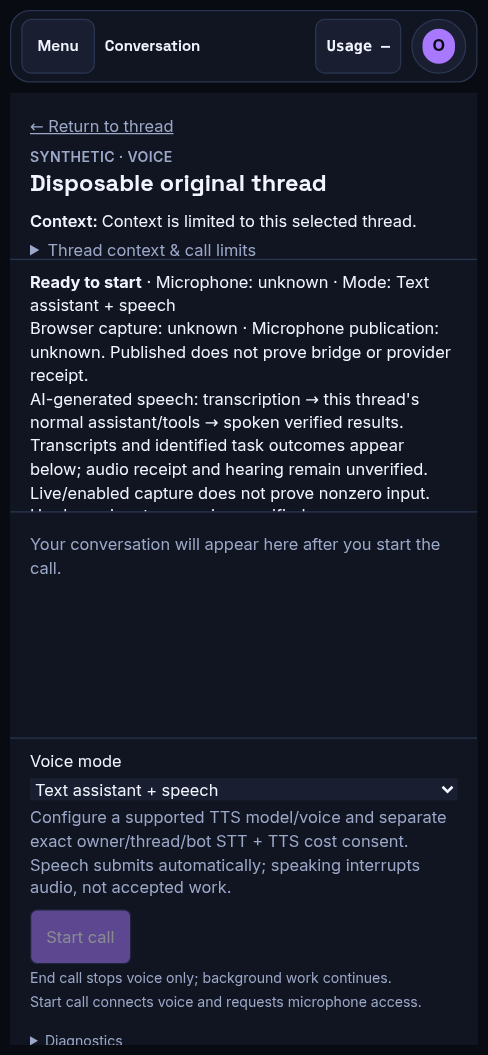 Menu Conversation Usage – O
← Return to thread
SYNTHETIC · VOICE
Disposable original thread
Context: Context is limited to this selected thread.
Thread context & call limits
Ready to start · Microphone: unknown · Mode: Text
assistant + speech
Browser capture: unknown · Microphone publication:
unknown. Published does not prove bridge or provider
receipt.
AI-generated speech: transcription → this thread's
normal assistant/tools → spoken verified results.
Transcripts and identified task outcomes appear
below; audio receipt and hearing remain unverified.
Live/enabled capture does not prove nonzero input.
Your conversation will appear here after you start the
call.
Voice mode
Text assistant + speech
Configure a supported TTS model/voice and separate
exact owner/thread/bot STT + TTS cost consent.
Speech submits automatically; speaking interrupts
audio, not accepted work.
Start call
End call stops voice only; background work continues.
Start call connects voice and requests microphone access.
Diagnostics